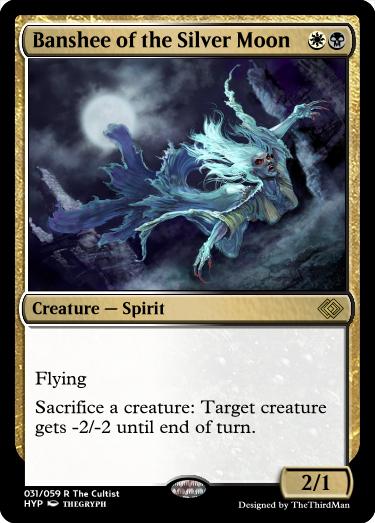 Banshee of the Silver Moon
Creature — Spirit
Flying
Sacrifice a creature: Target creature
gets -2/-2 until end of turn.
2/1
031/059 R The Cultist
HYP THEGRYPH
Designed by TheThirdMan